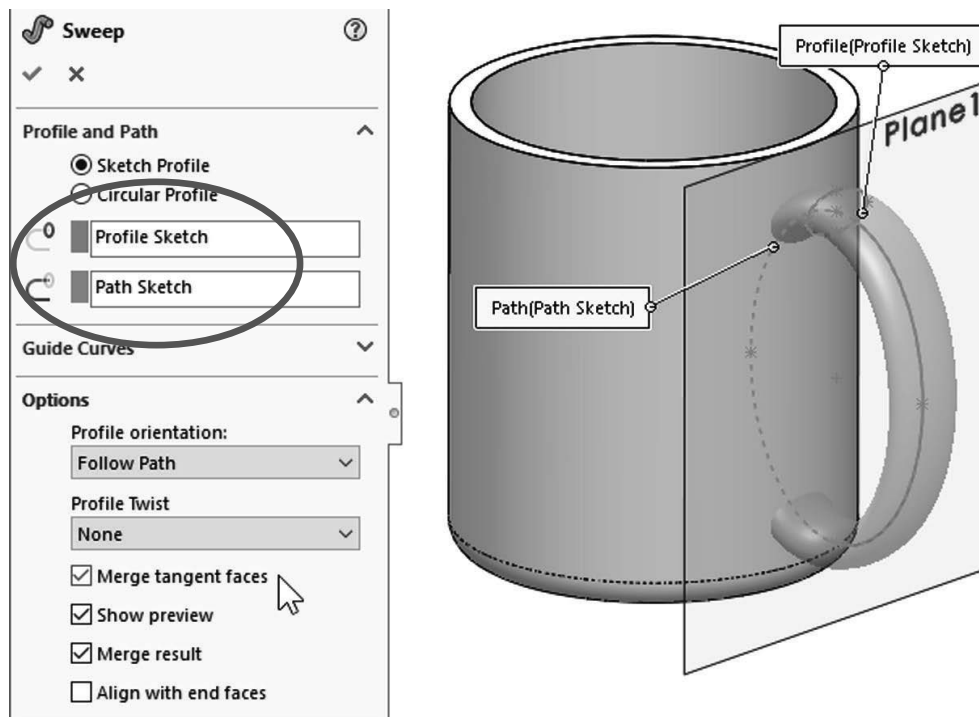 Sweep
Profile and Path
Sketch Profile
Circular Profile
Profile Sketch
Path Sketch
Guide Curves
Options
Profile orientation:
Follow Path
Profile Twist
None
Merge tangent faces
Show preview
Merge result
Align with end faces
Profile(Profile Sketch)
Plane1
Path(Path Sketch)